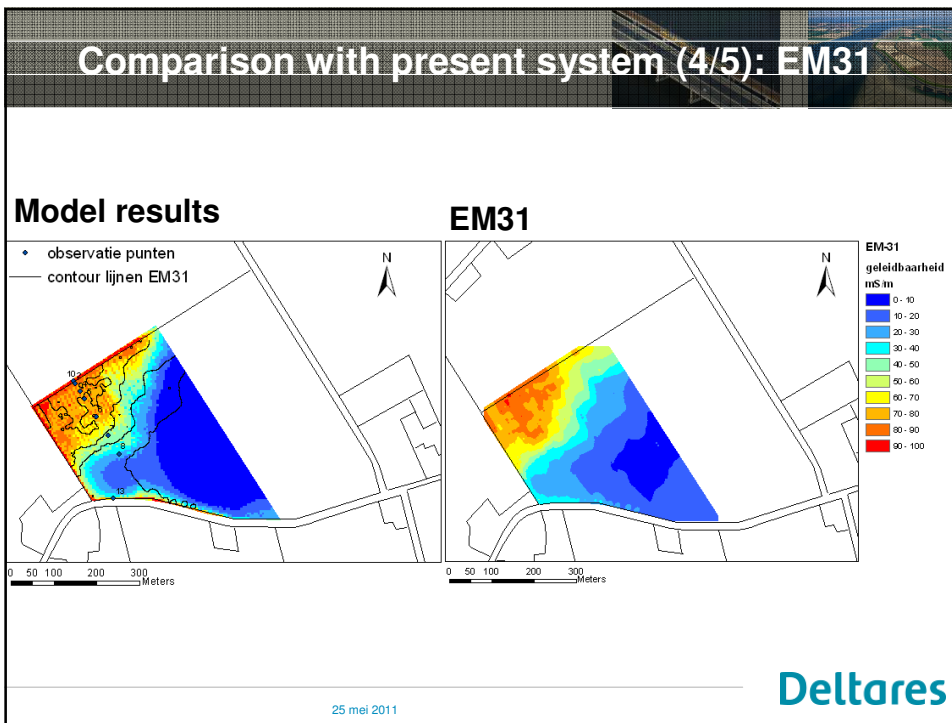 Comparison with present system (4/5): EM31
Model results
EM31
observatie punten
contour lijnen EM31
N
10
8
13
0 50 100 200 300
Meters
N
0 50 100 200 300
Meters
EM-31
geleidbaarheid
mS/m
0 - 10
10 - 20
20 - 30
30 - 40
40 - 50
50 - 60
60 - 70
70 - 80
80 - 90
90 - 100
25 mei 2011
Deltares